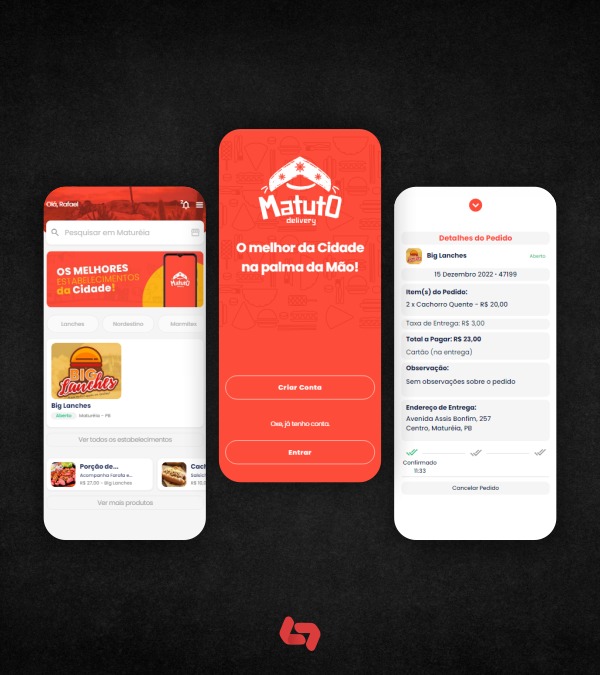 Olá, Rafael
Pesquisar em Maturéia
OS MELHORES
ESTABELECIMENTOS
da Cidade!
MatutO
Lanches
Nordestino
Marmitex
BIG
Lanches
Big Lanches
Aberto
Maturéia - PB
Ver todos os estabelecimentos
Porção de...
Acompanha Farofa e...
R$ 27,00 - Big Lanches
Cach
R$ 10,0
Ver mais produtos
MatutO
delivery
O melhor da Cidade
na palma da Mão!
Criar Conta
Oxe, já tenho conta.
Entrar
Detalhes do Pedido
Big Lanches
Aberto
15 Dezembro 2022 - 47199
Item(s) do Pedido:
2 x Cachorro Quente - R$ 20,00
Taxa de Entrega: R$ 3,00
Total a Pagar: R$ 23,00
Cartão (na entrega)
Observação:
Sem observações sobre o pedido
Endereço de Entrega:
Avenida Assis Bonfim, 257
Centro, Maturéia, PB
Confirmado
11:33
Cancelar Pedido